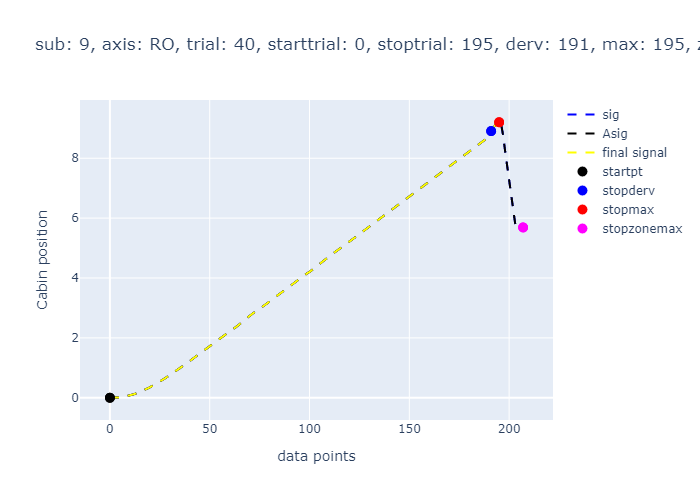 sub: 9, axis: RO, trial: 40, starttrial: 0, stoptrial: 195, derv: 191, max: 195, z
sig
Asig
final signal
startpt
stopderv
stopmax
stopzonemax
Cabin position
8
6
4
2
0
0 50 100 150 200
data points